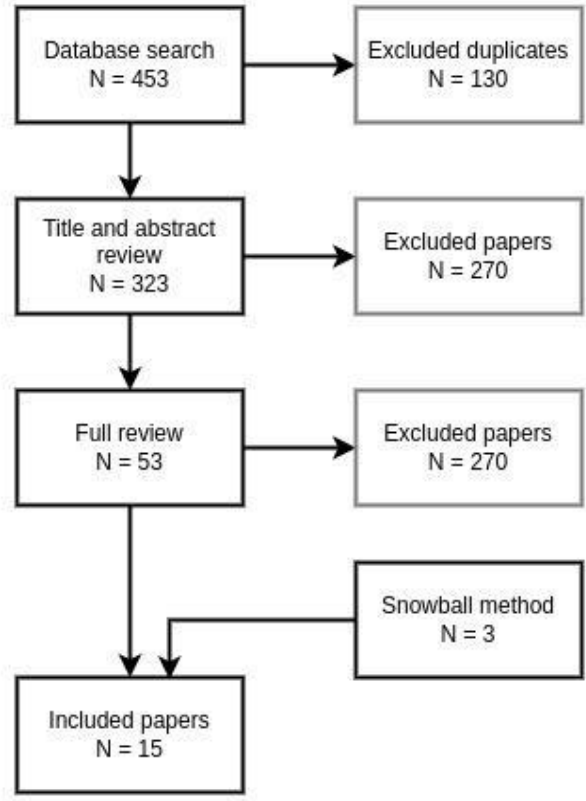 Database search
N = 453
Excluded duplicates
N = 130
Title and abstract
review
N = 323
Excluded papers
N = 270
Full review
N = 53
Excluded papers
N = 270
Snowball method
N = 3
Included papers
N = 15